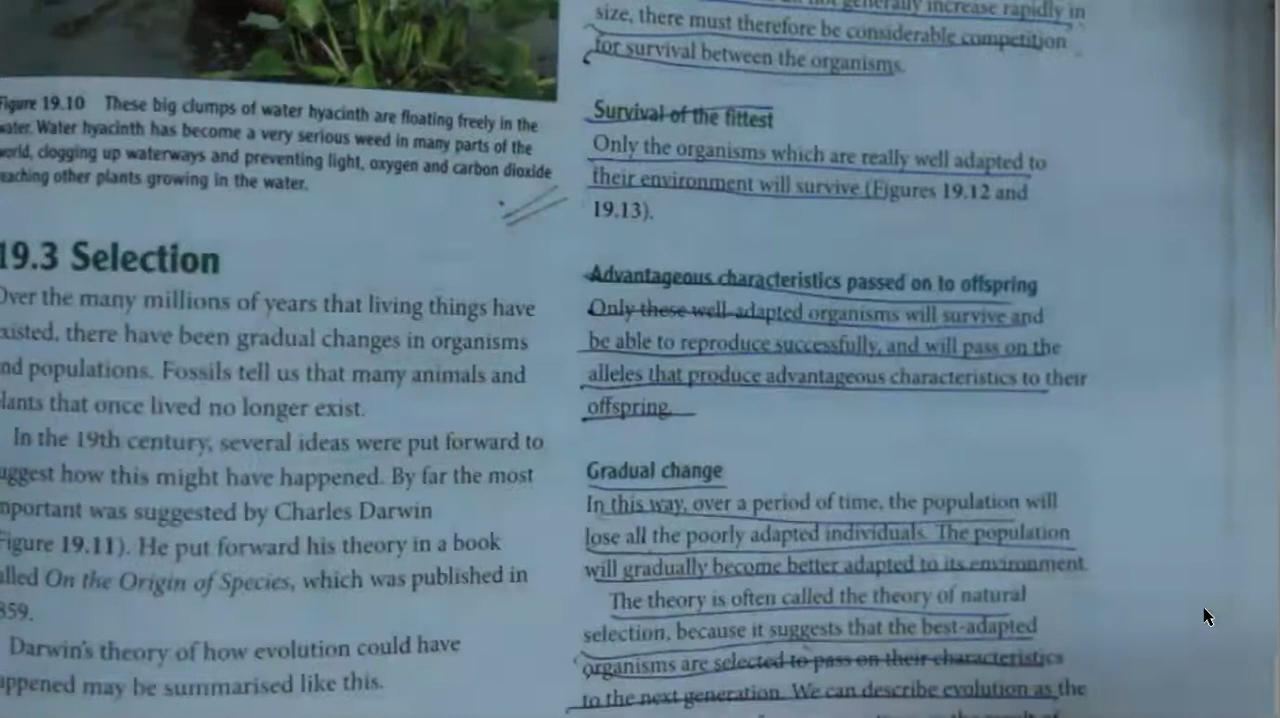 Figure 19.10 These big clumps of water hyacinth are floating freely in the
water. Water hyacinth has become a very serious weed in many parts of the
world, clogging up waterways and preventing light, oxygen and carbon dioxide
reaching other plants growing in the water.
19.3 Selection
Over the many millions of years that living things have
existed, there have been gradual changes in organisms
and populations. Fossils tell us that many animals and
plants that once lived no longer exist.
In the 19th century, several ideas were put forward to
suggest how this might have happened. By far the most
important was suggested by Charles Darwin
(Figure 19.11). He put forward his theory in a book
called On the Origin of Species, which was published in
1859.
Darwin's theory of how evolution could have
happened may be summarised like this.
generally increase rapidly in
size, there must therefore be considerable competition
for survival between the organisms.
Survival of the fittest
Only the organisms which are really well adapted to
their environment will survive (Figures 19.12 and
19.13).
Advantageous characteristics passed on to offspring
Only these well-adapted organisms will survive and
be able to reproduce successfully, and will pass on the
alleles that produce advantageous characteristics to their
offspring.
Gradual change
In this way, over a period of time, the population will
lose all the poorly adapted individuals. The population
will gradually become better adapted to its environment.
The theory is often called the theory of natural
selection, because it suggests that the best-adapted
organisms are selected to pass on their characteristics
to the next generation. We can describe evolution as the